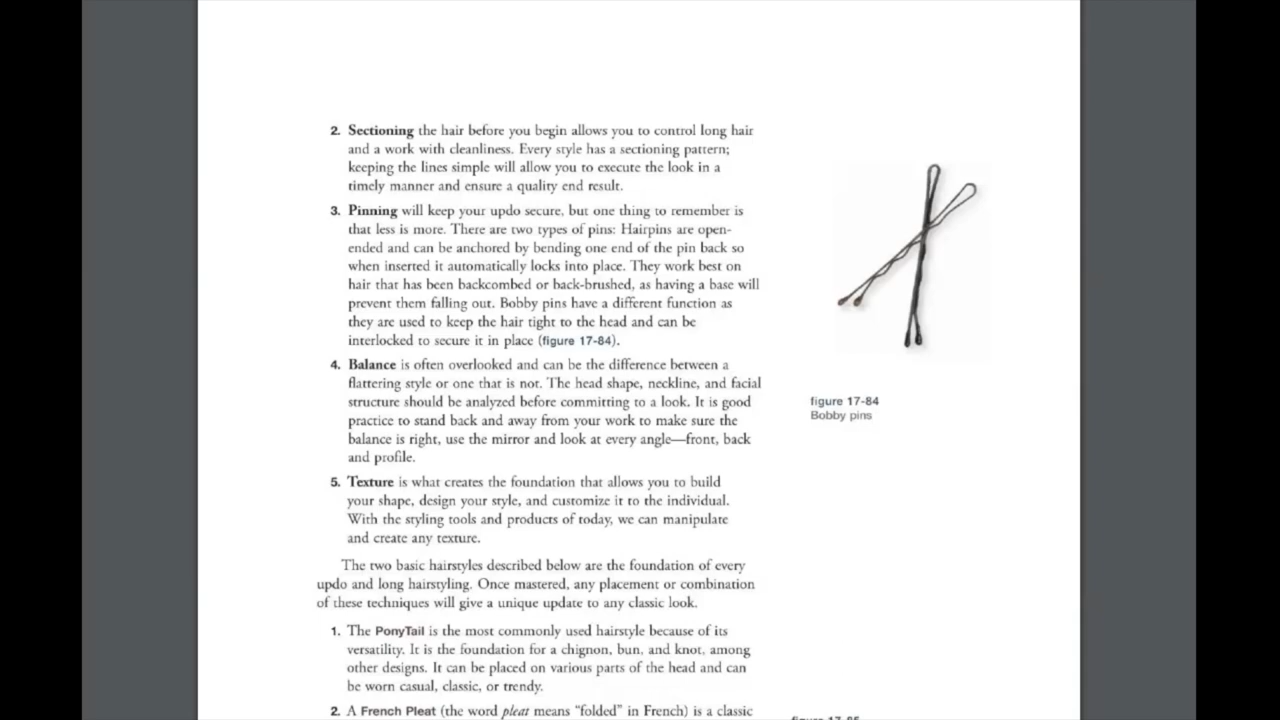 2. Sectioning the hair before you begin allows you to control long hair
and a work with cleanliness. Every style has a sectioning pattern;
keeping the lines simple will allow you to execute the look in a
timely manner and ensure a quality end result.
3. Pinning will keep your updo secure, but one thing to remember is
that less is more. There are two types of pins: Hairpins are open-
ended and can be anchored by bending one end of the pin back so
when inserted it automatically locks into place. They work best on
hair that has been backcombed or back-brushed, as having a base will
prevent them falling out. Bobby pins have a different function as
they are used to keep the hair tight to the head and can be
interlocked to secure it in place (figure 17-84).
4. Balance is often overlooked and can be the difference between a
flattering style or one that is not. The head shape, neckline, and facial
structure should be analyzed before committing to a look. It is good
practice to stand back and away from your work to make sure the
balance is right, use the mirror and look at every angle—front, back
and profile.
5. Texture is what creates the foundation that allows you to build
your shape, design your style, and customize it to the individual.
With the styling tools and products of today, we can manipulate
and create any texture.
The two basic hairstyles described below are the foundation of every
updo and long hairstyling. Once mastered, any placement or combination
of these techniques will give a unique update to any classic look.
1. The PonyTail is the most commonly used hairstyle because of its
versatility. It is the foundation for a chignon, bun, and knot, among
other designs. It can be placed on various parts of the head and can
be worn casual, classic, or trendy.
2. A French Pleat (the word pleat means "folded" in French) is a classic
figure 17-84
Bobby pins